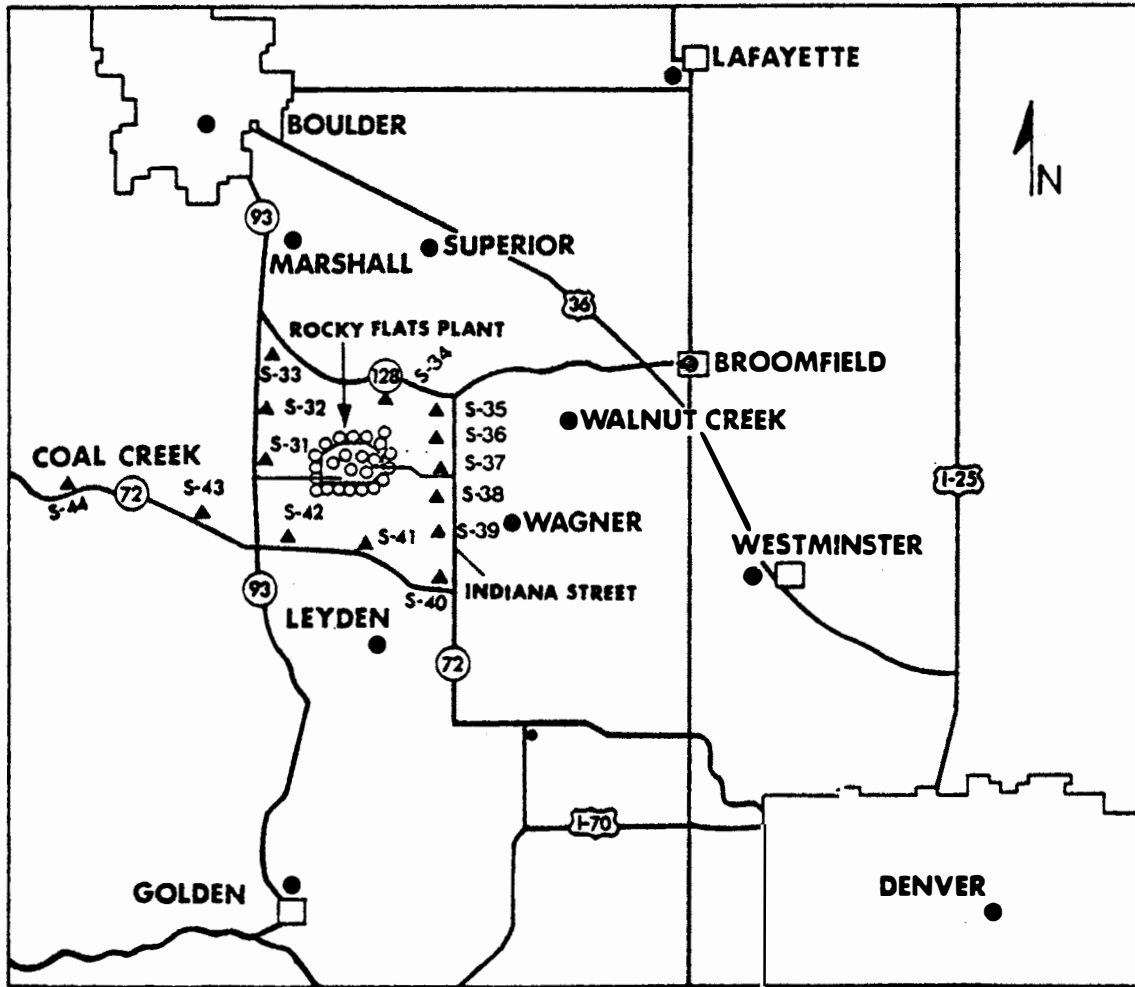 LAFAYETTE
BOULDER
N
93
MARSHALL
SUPERIOR
36
ROCKY FLATS PLANT
S-34
S-33
128
BROOMFIELD
S-32
S-35
WALNUT CREEK
S-36
S-31
S-37
COAL CREEK
I-25
S-44
72
S-43
S-38
S-42
S-41
S-39
WAGNER
WESTMINSTER
93
S-40
INDIANA STREET
LEYDEN
72
I-70
GOLDEN
DENVER